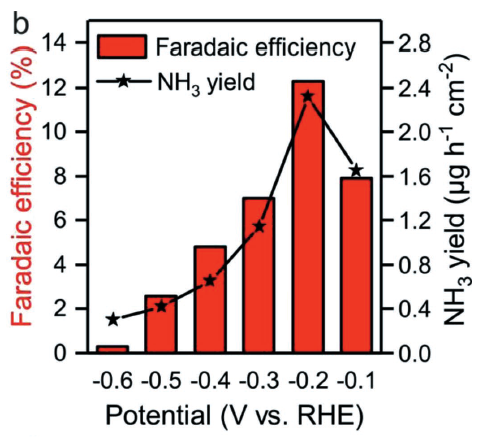 b
Faradaic efficiency
NH₃ yield
Faradaic efficiency (%)
14
12
10
8
6
4
2
0
2.8
2.4
2.0
1.6
1.2
0.8
0.4
0.0
NH₃ yield (µg h⁻¹ cm⁻²)
-0.6 -0.5 -0.4 -0.3 -0.2 -0.1
Potential (V vs. RHE)